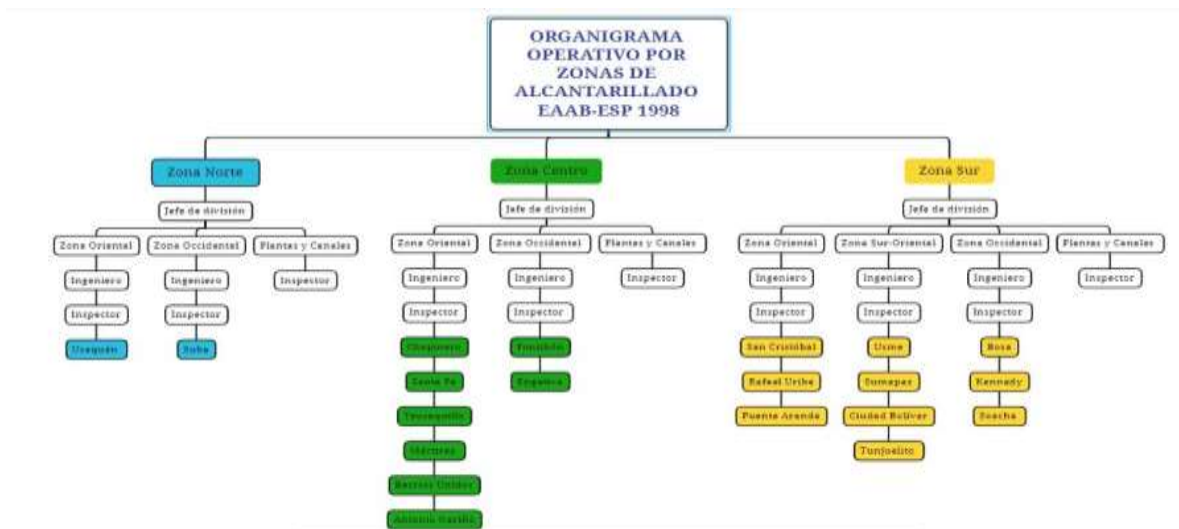 ORGANIGRAMA
OPERATIVO POR
ZONAS DE
ALCANTARILLADO
EAAB-ESP 1998
Zona Norte
Zona Centro
Zona Sur
Jefe de división
Jefe de división
Jefe de división
Zona Oriental
Zona Occidental
Plantas y Canales
Zona Oriental
Zona Occidental
Plantas y Canales
Zona Oriental
Zona Sur-Oriental
Zona Occidental
Plantas y Canales
Ingeniero
Ingeniero
Inspector
Ingeniero
Ingeniero
Inspector
Ingeniero
Ingeniero
Ingeniero
Inspector
Inspector
Inspector
Inspector
Inspector
Inspector
Inspector
Inspector
Usaquén
Suba
Chapinero
Fontibón
San Cristóbal
Usme
Bosa
Santa Fe
Engativá
Rafael Uribe
Sumapaz
Kennedy
Teusaquillo
Puente Aranda
Ciudad Bolívar
Soacha
Mártires
Tunjuelito
Barrios Unidos
Antonio Nariño